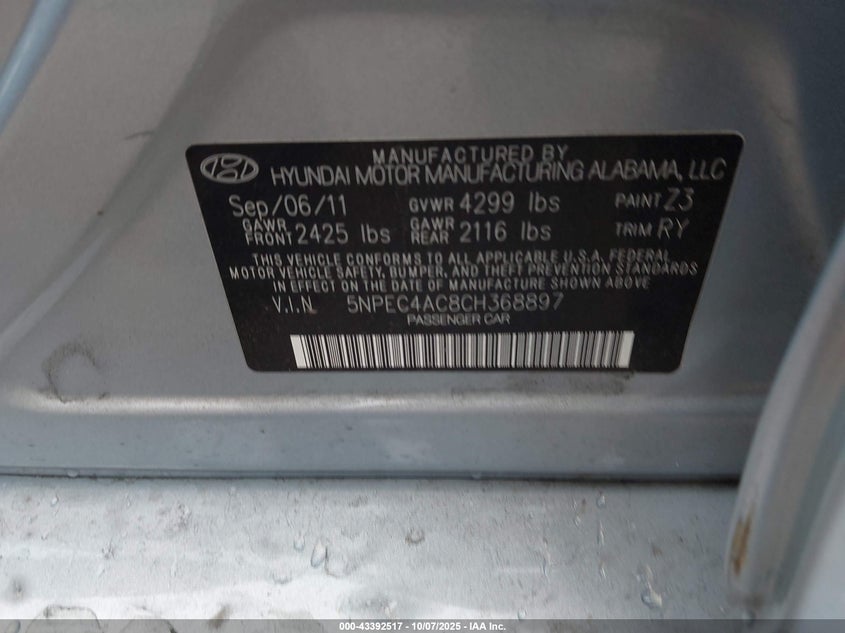 MANUFACTURED BY
HYUNDAI MOTOR MANUFACTURING ALABAMA, LLC
Sep/06/11 GVWR 4299 lbs PAINT Z3
GAWR FRONT 2425 lbs GAWR REAR 2116 lbs TRIM RY
THIS VEHICLE CONFORMS TO ALL APPLICABLE U.S.A. FEDERAL
MOTOR VEHICLE SAFETY, BUMPER, AND THEFT PREVENTION STANDARDS
IN EFFECT ON THE DATE OF MANUFACTURE SHOWN ABOVE
V.I.N. 5NPEC4AC8CH368897
PASSENGER CAR
000-43392517 - 10/07/2025 - IAA Inc.